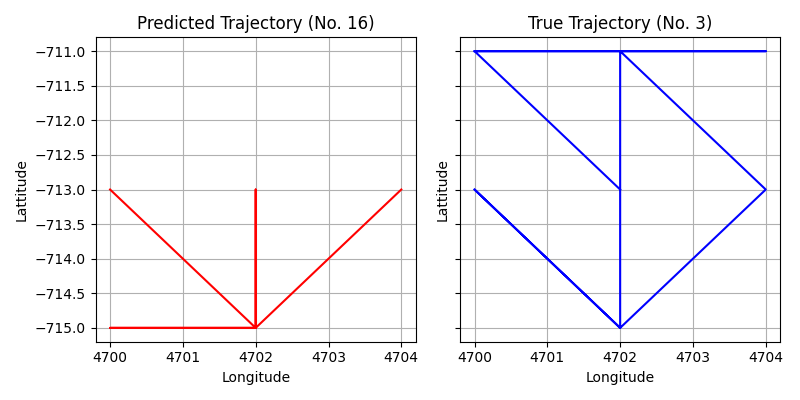 Predicted Trajectory (No. 16)
True Trajectory (No. 3)
−711.0
−711.5
−712.0
−712.5
−713.0
−713.5
−714.0
−714.5
−715.0
Lattitude
Lattitude
4700 4701 4702 4703 4704
4700 4701 4702 4703 4704
Longitude
Longitude